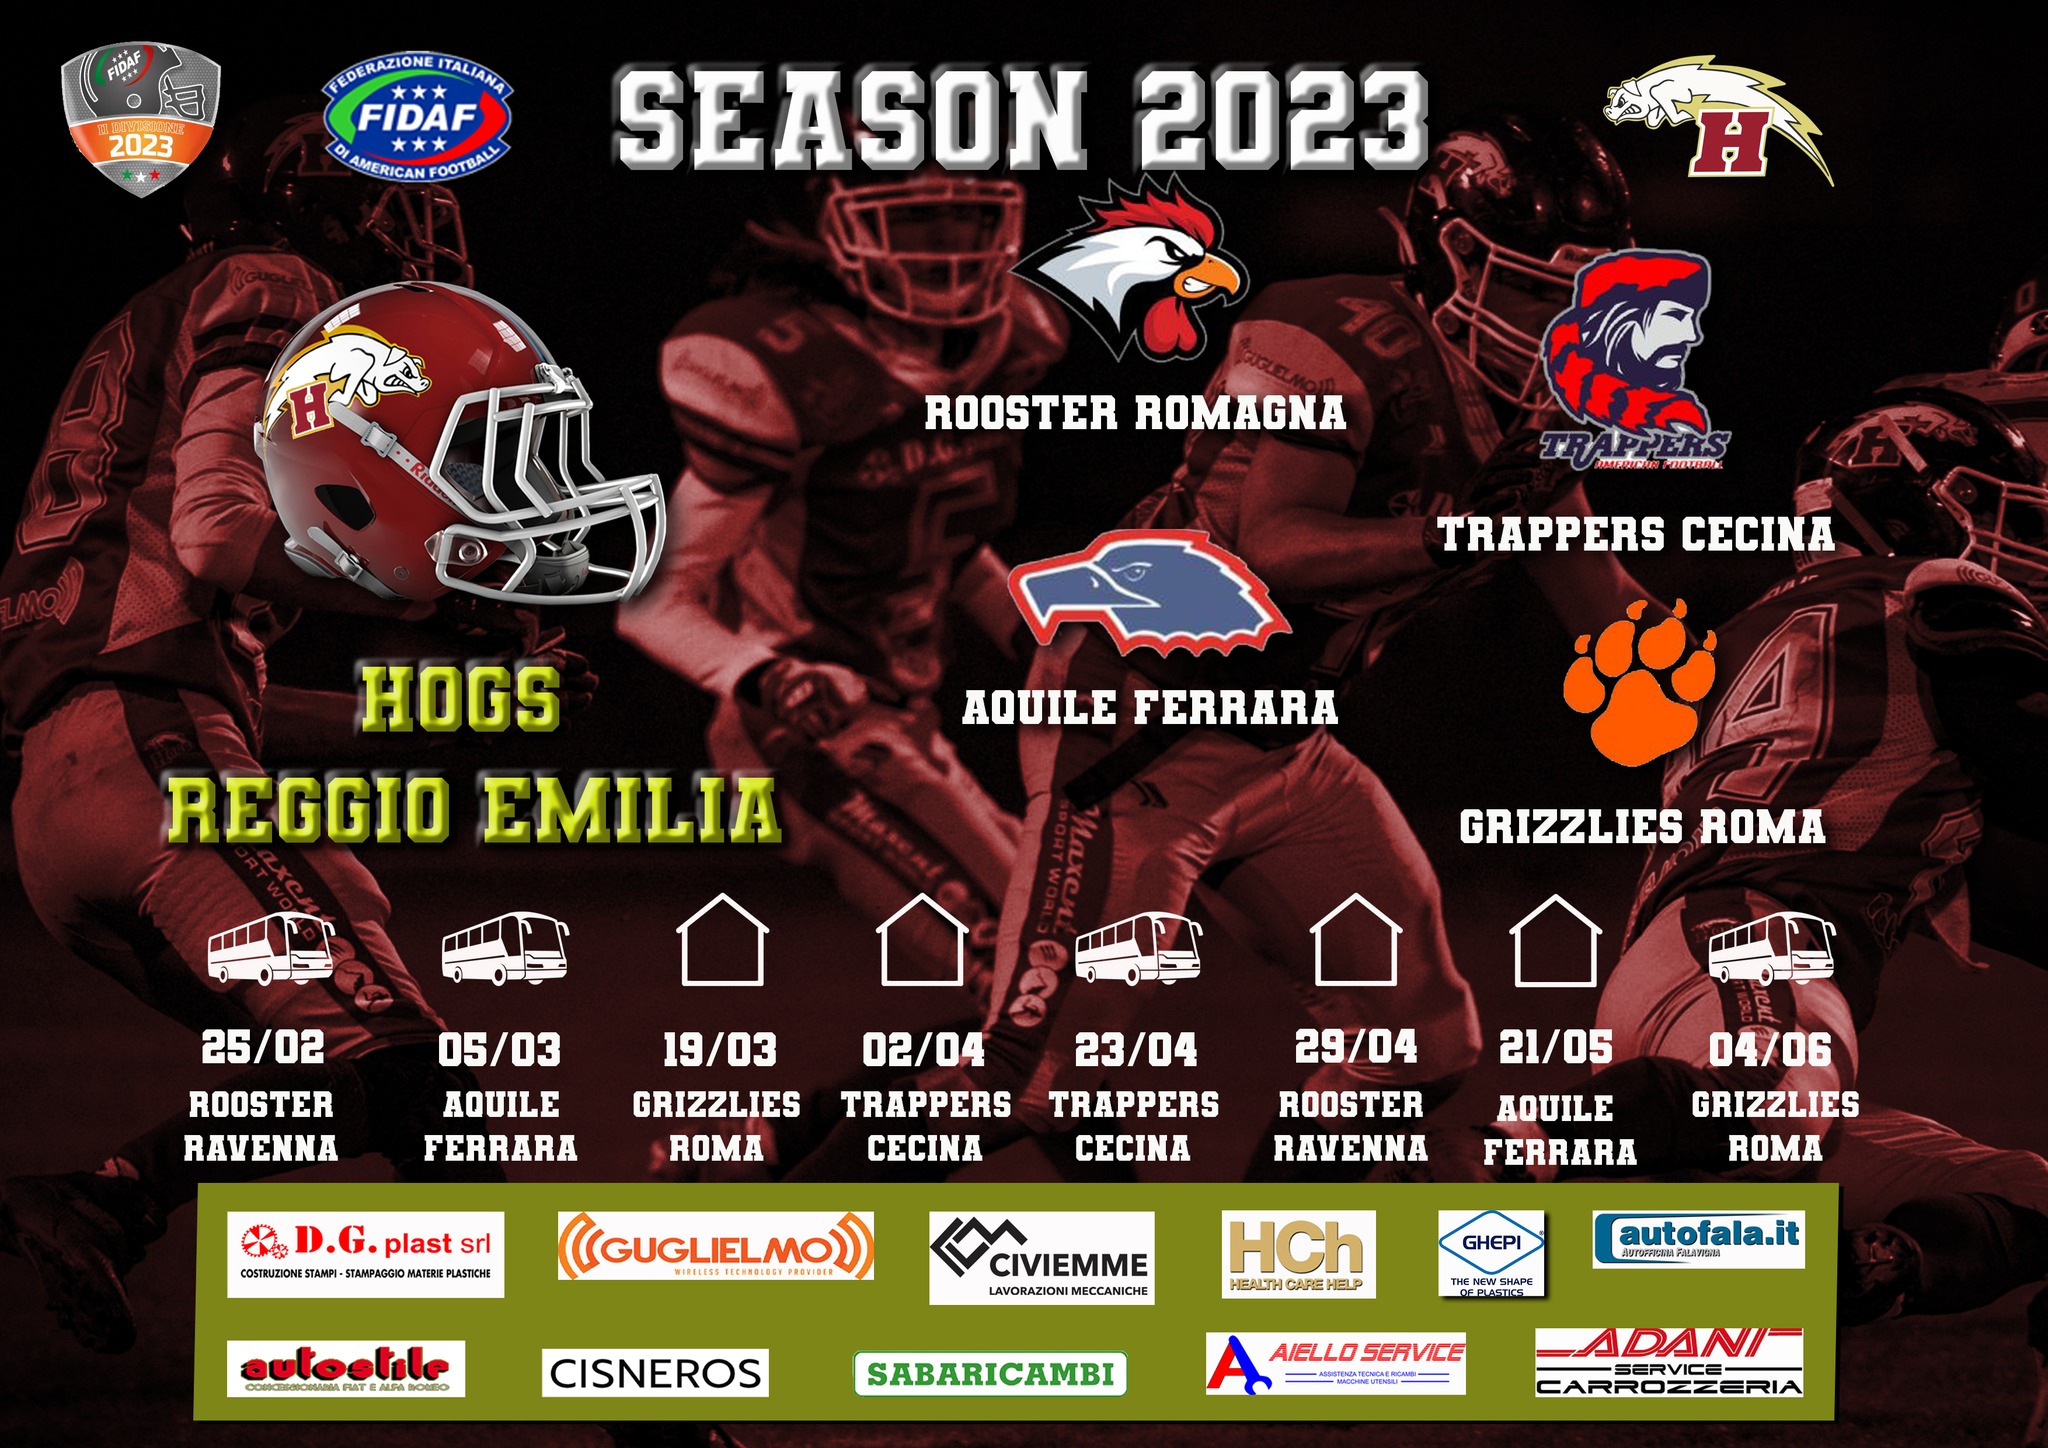 FIDAF
II DIVISIONE
2023
FEDERAZIONE ITALIANA
FIDAF
DI AMERICAN FOOTBALL
SEASON 2023
H
ROOSTER ROMAGNA
TRAPPERS
AMERICAN FOOTBALL
TRAPPERS CECINA
H
AQUILE FERRARA
GRIZZLIES ROMA
HOGS
REGGIO EMILIA
25/02
ROOSTER
RAVENNA
05/03
AQUILE
FERRARA
19/03
GRIZZLIES
ROMA
02/04
TRAPPERS
CECINA
23/04
TRAPPERS
CECINA
29/04
ROOSTER
RAVENNA
21/05
AQUILE
FERRARA
04/06
GRIZZLIES
ROMA
D.G. plast srl
COSTRUZIONE STAMPI - STAMPAGGIO MATERIE PLASTICHE
GUGLIELMO
WIRELESS TECHNOLOGY PROVIDER
CIVIEMME
LAVORAZIONI MECCANICHE
HCh
HEALTH CARE HELP
GHEPI
THE NEW SHAPE
OF PLASTICS
autofala.it
AUTOFFICINA FALAVIGNA
autostile
CONCESSIONARIA FIAT E ALFA ROMEO
CISNEROS
SABARICAMBI
AIELLO SERVICE
ASSISTENZA TECNICA E RICAMBI
MACCHINE UTENSILI
ADANI
SERVICE
CARROZZERIA